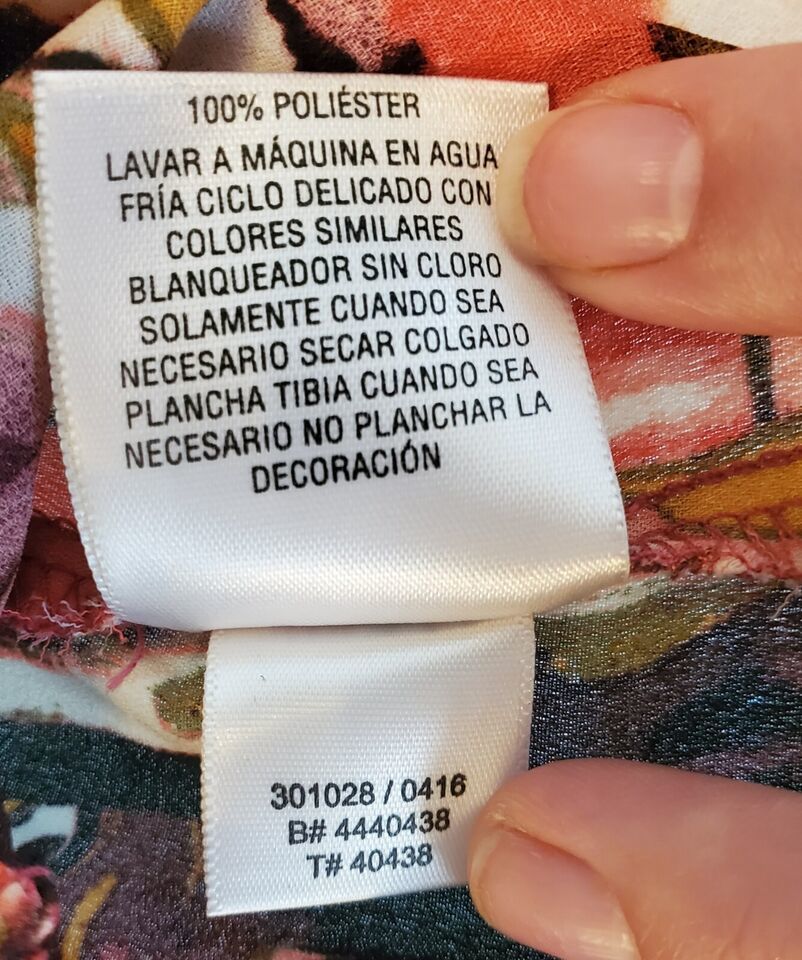 100% POLIÉSTER
LAVAR A MÁQUINA EN AGUA
FRÍA CICLO DELICADO CON
COLORES SIMILARES
BLANQUEADOR SIN CLORO
SOLAMENTE CUANDO SEA
NECESARIO SECAR COLGADO
PLANCHA TIBIA CUANDO SEA
NECESARIO NO PLANCHAR LA
DECORACIÓN
301028 / 0416
B# 4440438
T# 40438